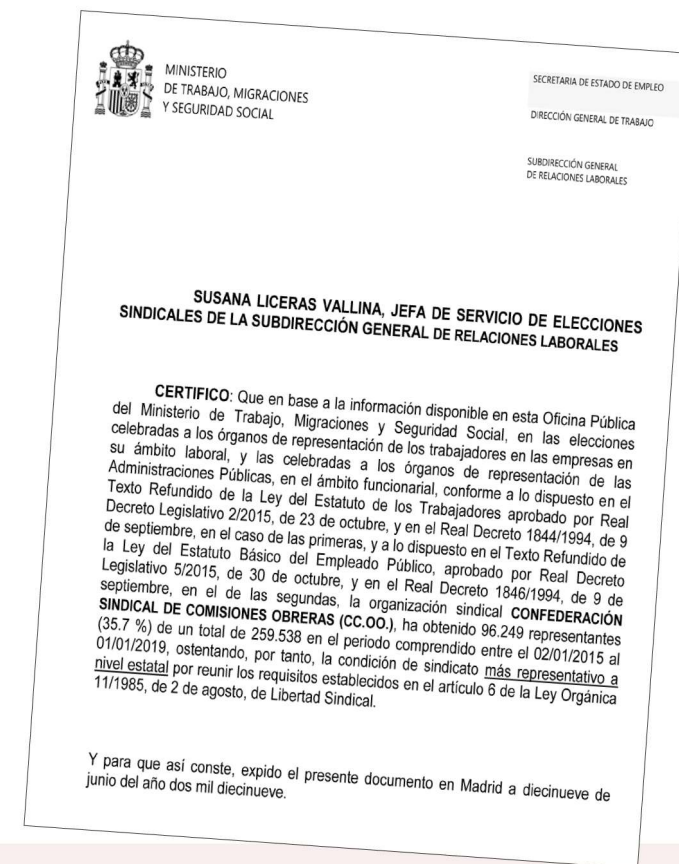 MINISTERIO
DE TRABAJO, MIGRACIONES
Y SEGURIDAD SOCIAL
SECRETARIA DE ESTADO DE EMPLEO
DIRECCIÓN GENERAL DE TRABAJO
SUBDIRECCIÓN GENERAL
DE RELACIONES LABORALES
SUSANA LICERAS VALLINA, JEFA DE SERVICIO DE ELECCIONES
SINDICALES DE LA SUBDIRECCIÓN GENERAL DE RELACIONES LABORALES
CERTIFICO: Que en base a la información disponible en esta Oficina Pública
del Ministerio de Trabajo, Migraciones y Seguridad Social, en las elecciones
celebradas a los órganos de representación de los trabajadores en las empresas en
su ámbito laboral, y las celebradas a los órganos de representación de las
Administraciones Públicas, en el ámbito funcionarial, conforme a lo dispuesto en el
Texto Refundido de la Ley del Estatuto de los Trabajadores aprobado por Real
Decreto Legislativo 2/2015, de 23 de octubre, y en el Real Decreto 1844/1994, de 9
de septiembre, en el caso de las primeras, y a lo dispuesto en el Texto Refundido de
la Ley del Estatuto Básico del Empleado Público, aprobado por Real Decreto
Legislativo 5/2015, de 30 de octubre, y en el Real Decreto 1846/1994, de 9 de
septiembre, en el de las segundas, la organización sindical CONFEDERACIÓN
SINDICAL DE COMISIONES OBRERAS (CC.OO.), ha obtenido 96.249 representantes
(35.7 %) de un total de 259.538 en el periodo comprendido entre el 02/01/2015 al
01/01/2019, ostentando, por tanto, la condición de sindicato más representativo a
nivel estatal por reunir los requisitos establecidos en el artículo 6 de la Ley Orgánica
11/1985, de 2 de agosto, de Libertad Sindical.
Y para que así conste, expido el presente documento en Madrid a diecinueve de
junio del año dos mil diecinueve.